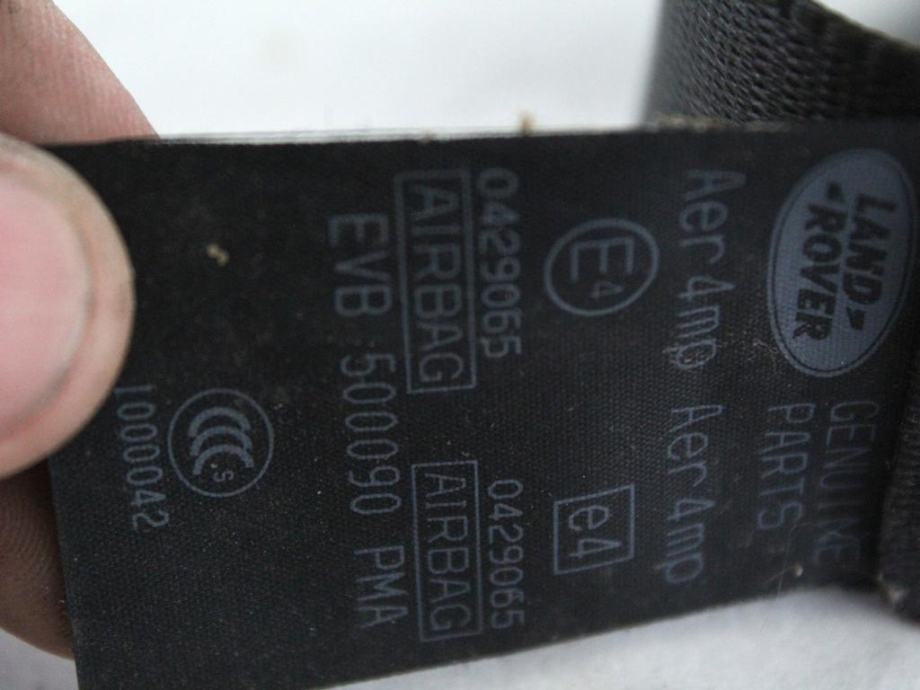 LAND
ROVER
GENUINE
PARTS
Aer4mp Aer4mp
E4 e4
0429065 0429065
AIRBAG AIRBAG
EVB 500090 PMA
CCC S
1000042